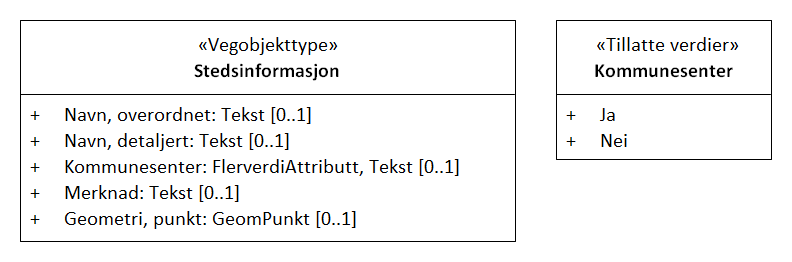 «Vegobjekttype»
Stedsinformasjon
+ Navn, overordnet: Tekst [0..1]
+ Navn, detaljert: Tekst [0..1]
+ Kommunesenter: FlerverdiAttributt, Tekst [0..1]
+ Merknad: Tekst [0..1]
+ Geometri, punkt: GeomPunkt [0..1]
«Tillatte verdier»
Kommunesenter
+ Ja
+ Nei